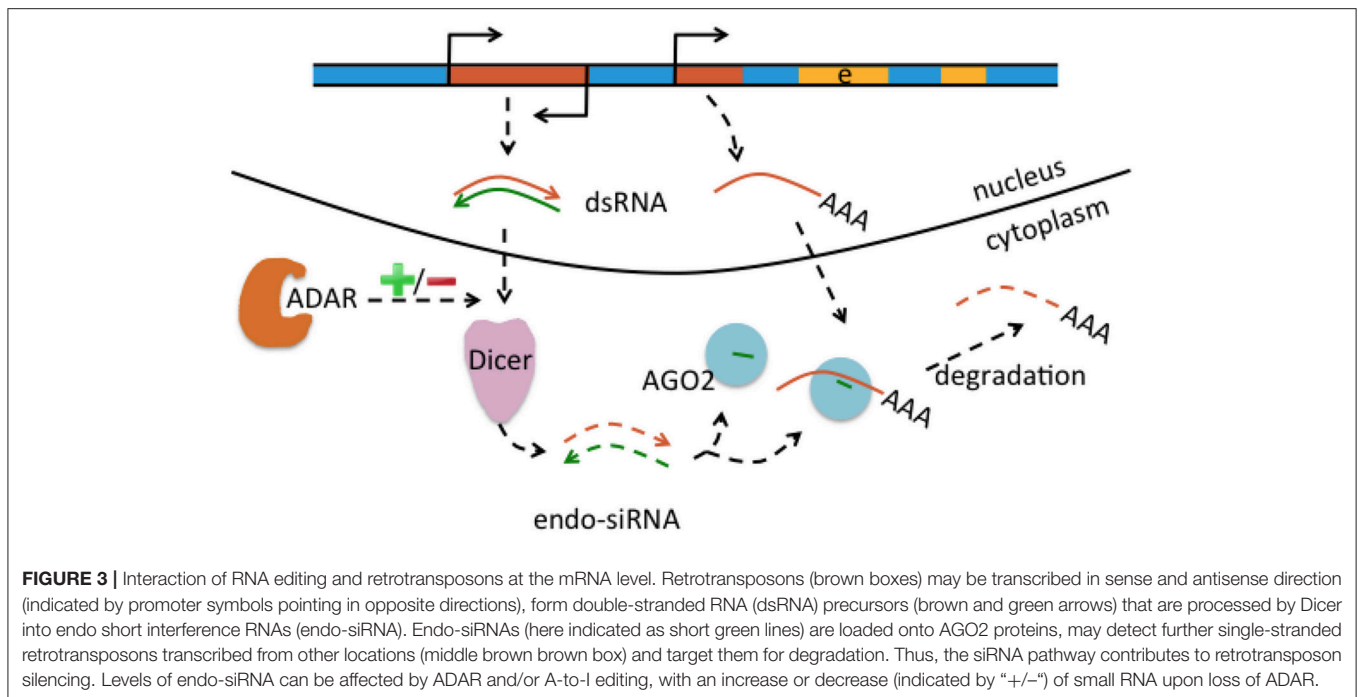 e
nucleus
cytoplasm
dsRNA
AAA
ADAR
+/−
Dicer
AGO2
AAA
degradation
AAA
endo-siRNA
FIGURE 3 | Interaction of RNA editing and retrotransposons at the mRNA level. Retrotransposons (brown boxes) may be transcribed in sense and antisense direction
(indicated by promoter symbols pointing in opposite directions), form double-stranded RNA (dsRNA) precursors (brown and green arrows) that are processed by Dicer
into endo short interference RNAs (endo-siRNA). Endo-siRNAs (here indicated as short green lines) are loaded onto AGO2 proteins, may detect further single-stranded
retrotransposons transcribed from other locations (middle brown brown box) and target them for degradation. Thus, the siRNA pathway contributes to retrotransposon
silencing. Levels of endo-siRNA can be affected by ADAR and/or A-to-I editing, with an increase or decrease (indicated by “+/−“) of small RNA upon loss of ADAR.